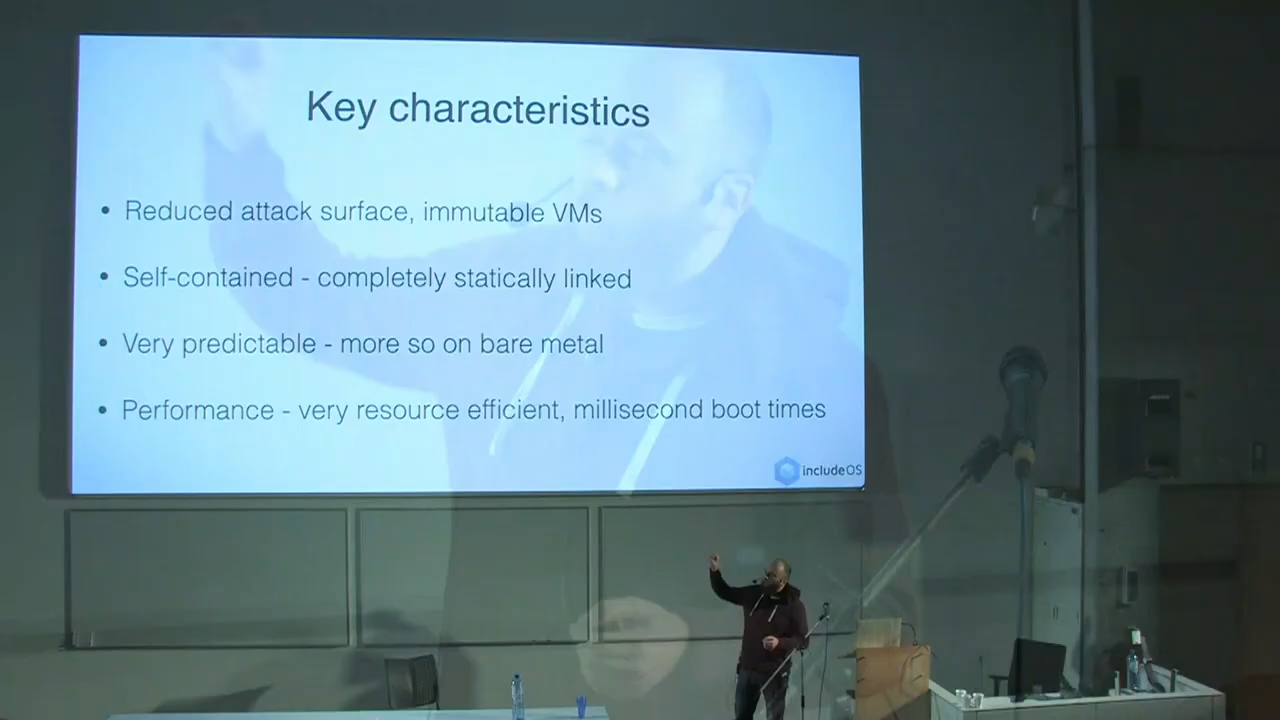 Key characteristics
• Reduced attack surface, immutable VMs
• Self-contained - completely statically linked
• Very predictable - more so on bare metal
• Performance - very resource efficient, millisecond boot times
includeOS